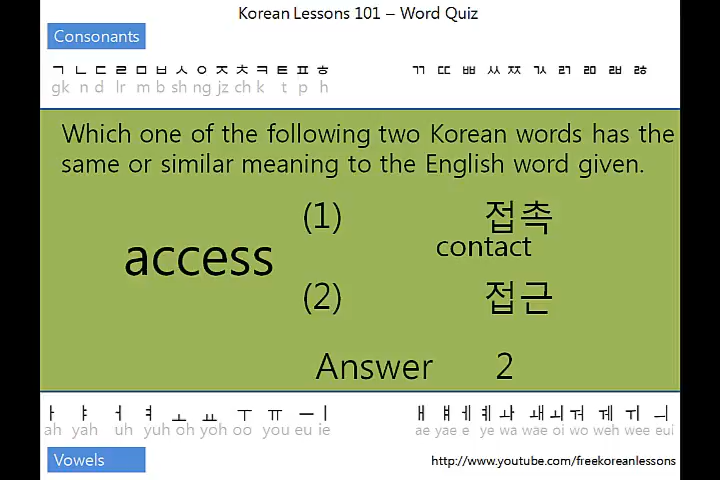 Korean Lessons 101 – Word Quiz
Consonants
ㄱ ㄴ ㄷ ㄹ ㅁ ㅂ ㅅ ㅇ ㅈ ㅊ ㅋ ㅌ ㅍ ㅎ
ㄲ ㄸ ㅃ ㅆ ㅉ ㄳ ㄺ ㄻ ㄼ ㅀ
gk n d lr m b sh ng jz ch k t p h
Which one of the following two Korean words has the
same or similar meaning to the English word given.
(1) 접촉
contact
access
(2) 접근
Answer 2
ㅏ ㅑ ㅓ ㅕ ㅗ ㅛ ㅜ ㅠ ㅡ ㅣ
ㅐ ㅒ ㅔ ㅖ ㅘ ㅙ ㅚ ㅝ ㅞ ㅟ ㅢ
ah yah uh yuh oh yoh oo you eu ie
ae yae e ye wa wae oi wo weh wee eui
Vowels
http://www.youtube.com/freekoreanlessons